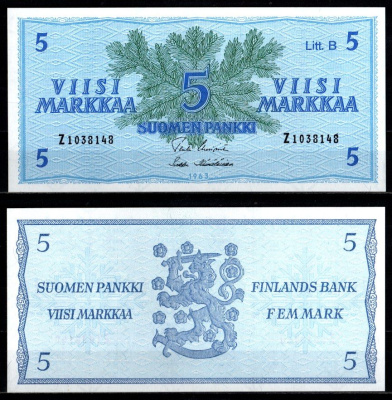 5 Litt. B 5
VIISI MARKKAA 5 VIISI MARKKAA
SUOMEN PANKKI
Z1038148 Z1038148
5 5
1963
5 5
SUOMEN PANKKI FINLANDS BANK
VIISI MARKKAA FEM MARK
5 5